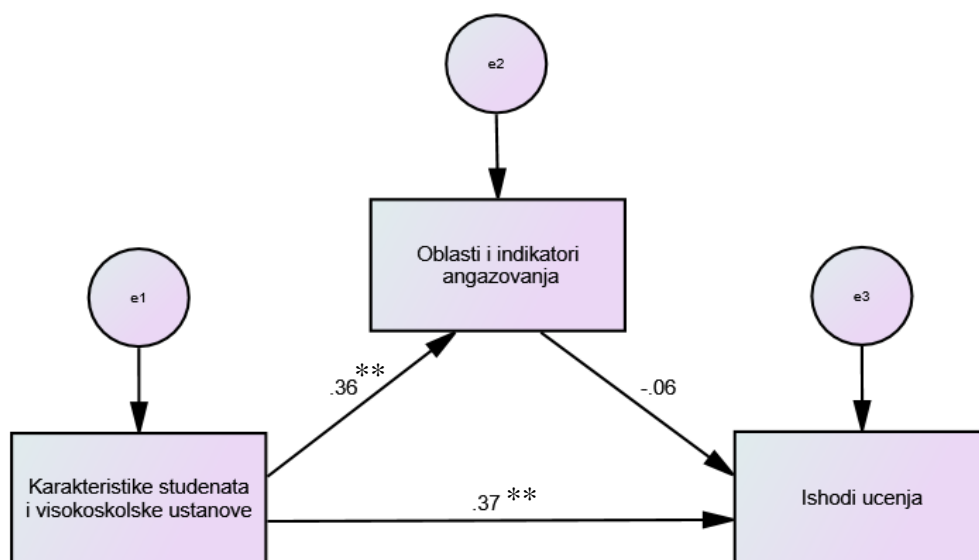 e2
Oblasti i indikatori
angazovanja
e1
e3
.36**
-.06
Karakteristike studenata
i visokoskolske ustanove
.37 **
Ishodi ucenja